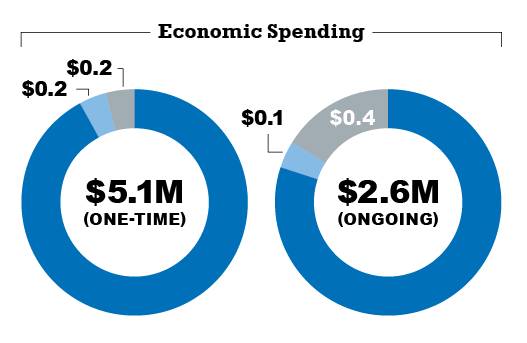 Economic Spending
$0.2
$0.2
$5.1M
(ONE-TIME)
$0.1
$0.4
$2.6M
(ONGOING)